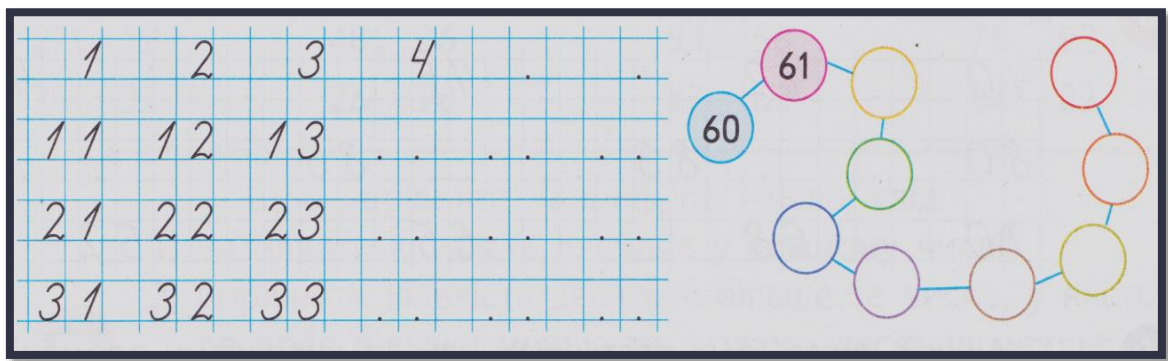 1 2 3 4 . .
11 12 13 . . . . . .
21 22 23 . . . . . .
31 32 33 . . . . . .
60 61